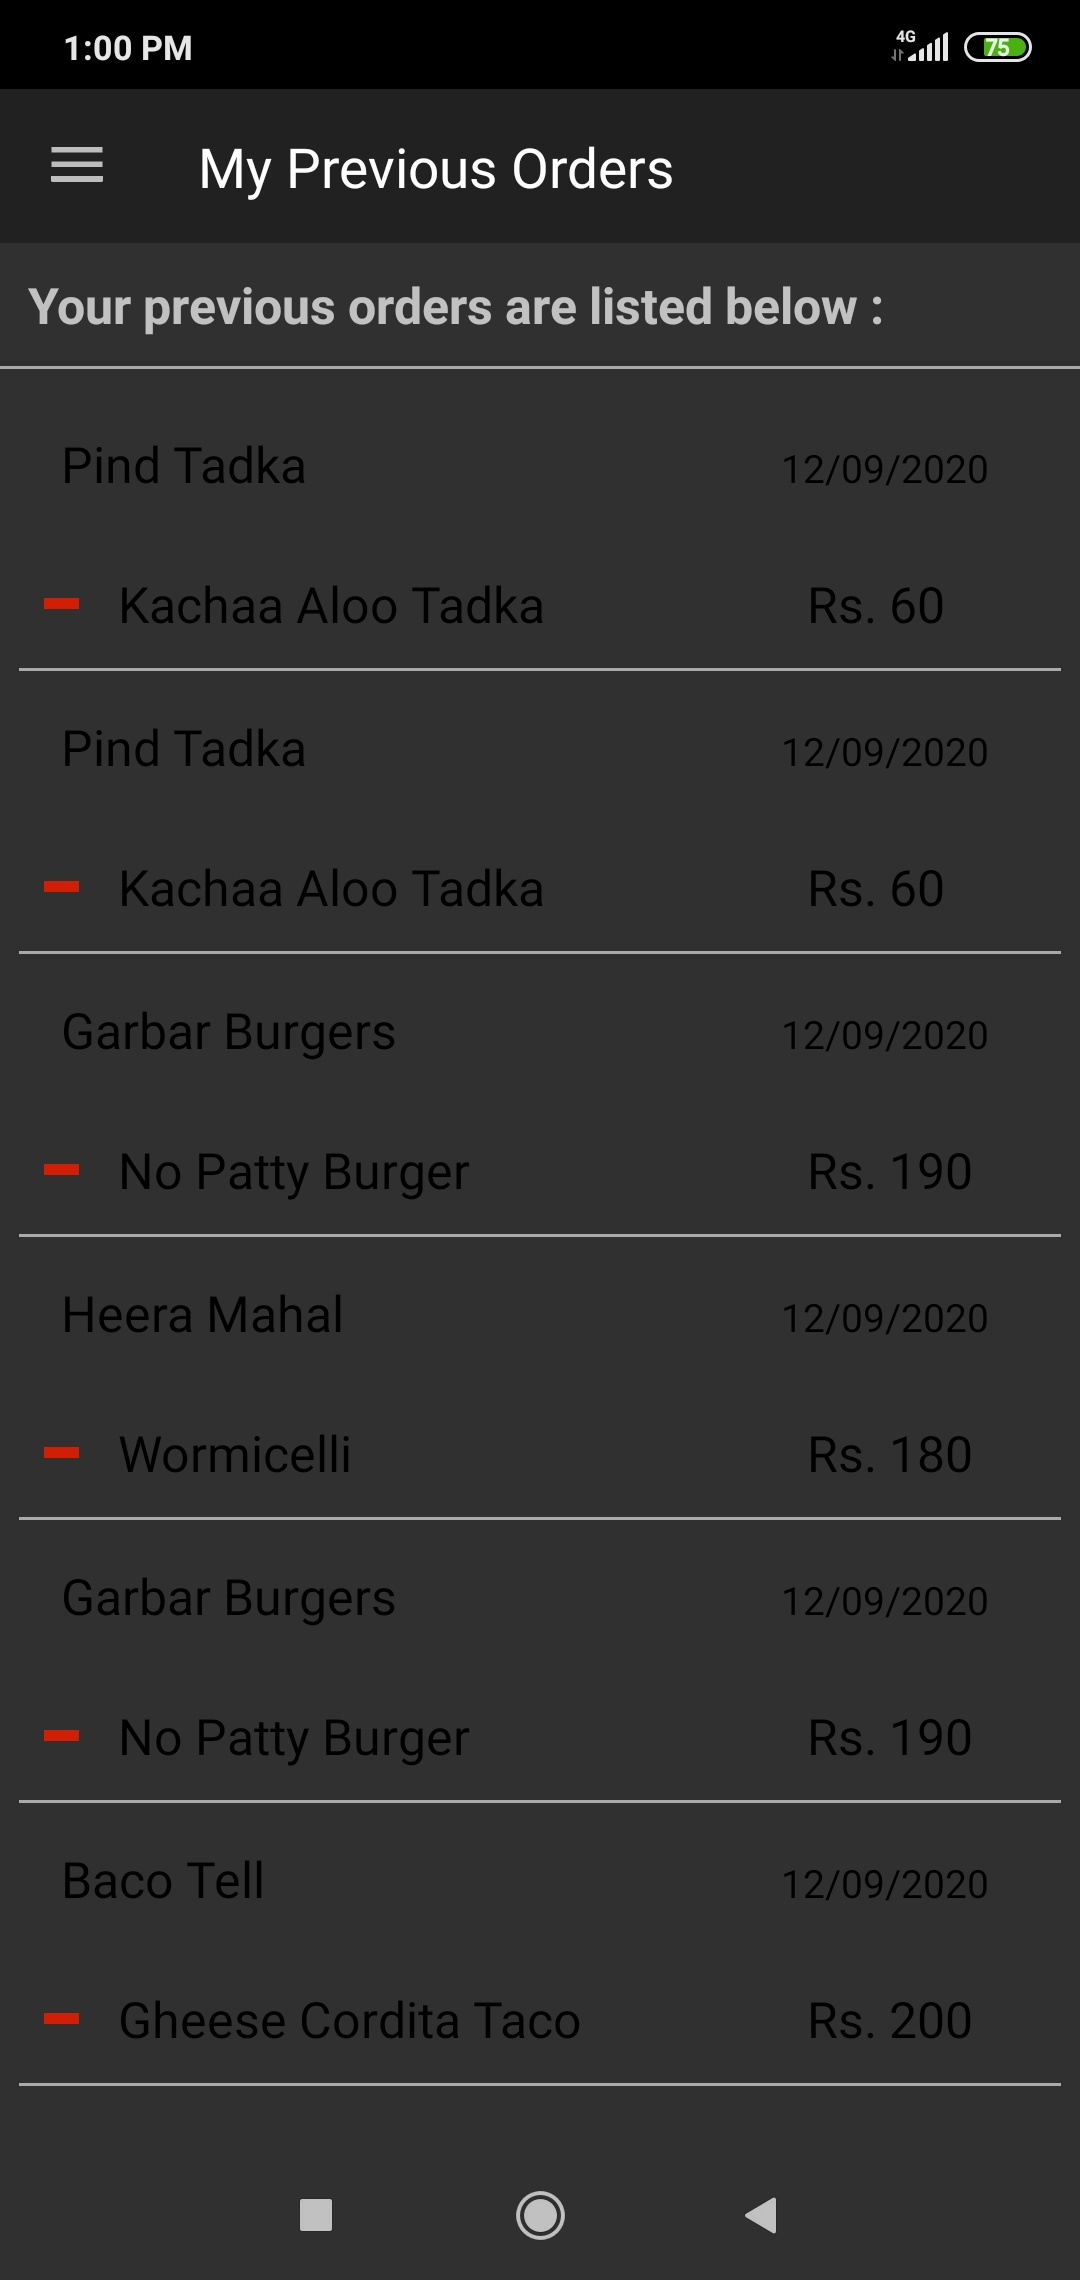 1:00 PM
4G
75
My Previous Orders
Your previous orders are listed below :
Pind Tadka 12/09/2020
Kachaa Aloo Tadka Rs. 60
Pind Tadka 12/09/2020
Kachaa Aloo Tadka Rs. 60
Garbar Burgers 12/09/2020
No Patty Burger Rs. 190
Heera Mahal 12/09/2020
Wormicelli Rs. 180
Garbar Burgers 12/09/2020
No Patty Burger Rs. 190
Baco Tell 12/09/2020
Gheese Cordita Taco Rs. 200